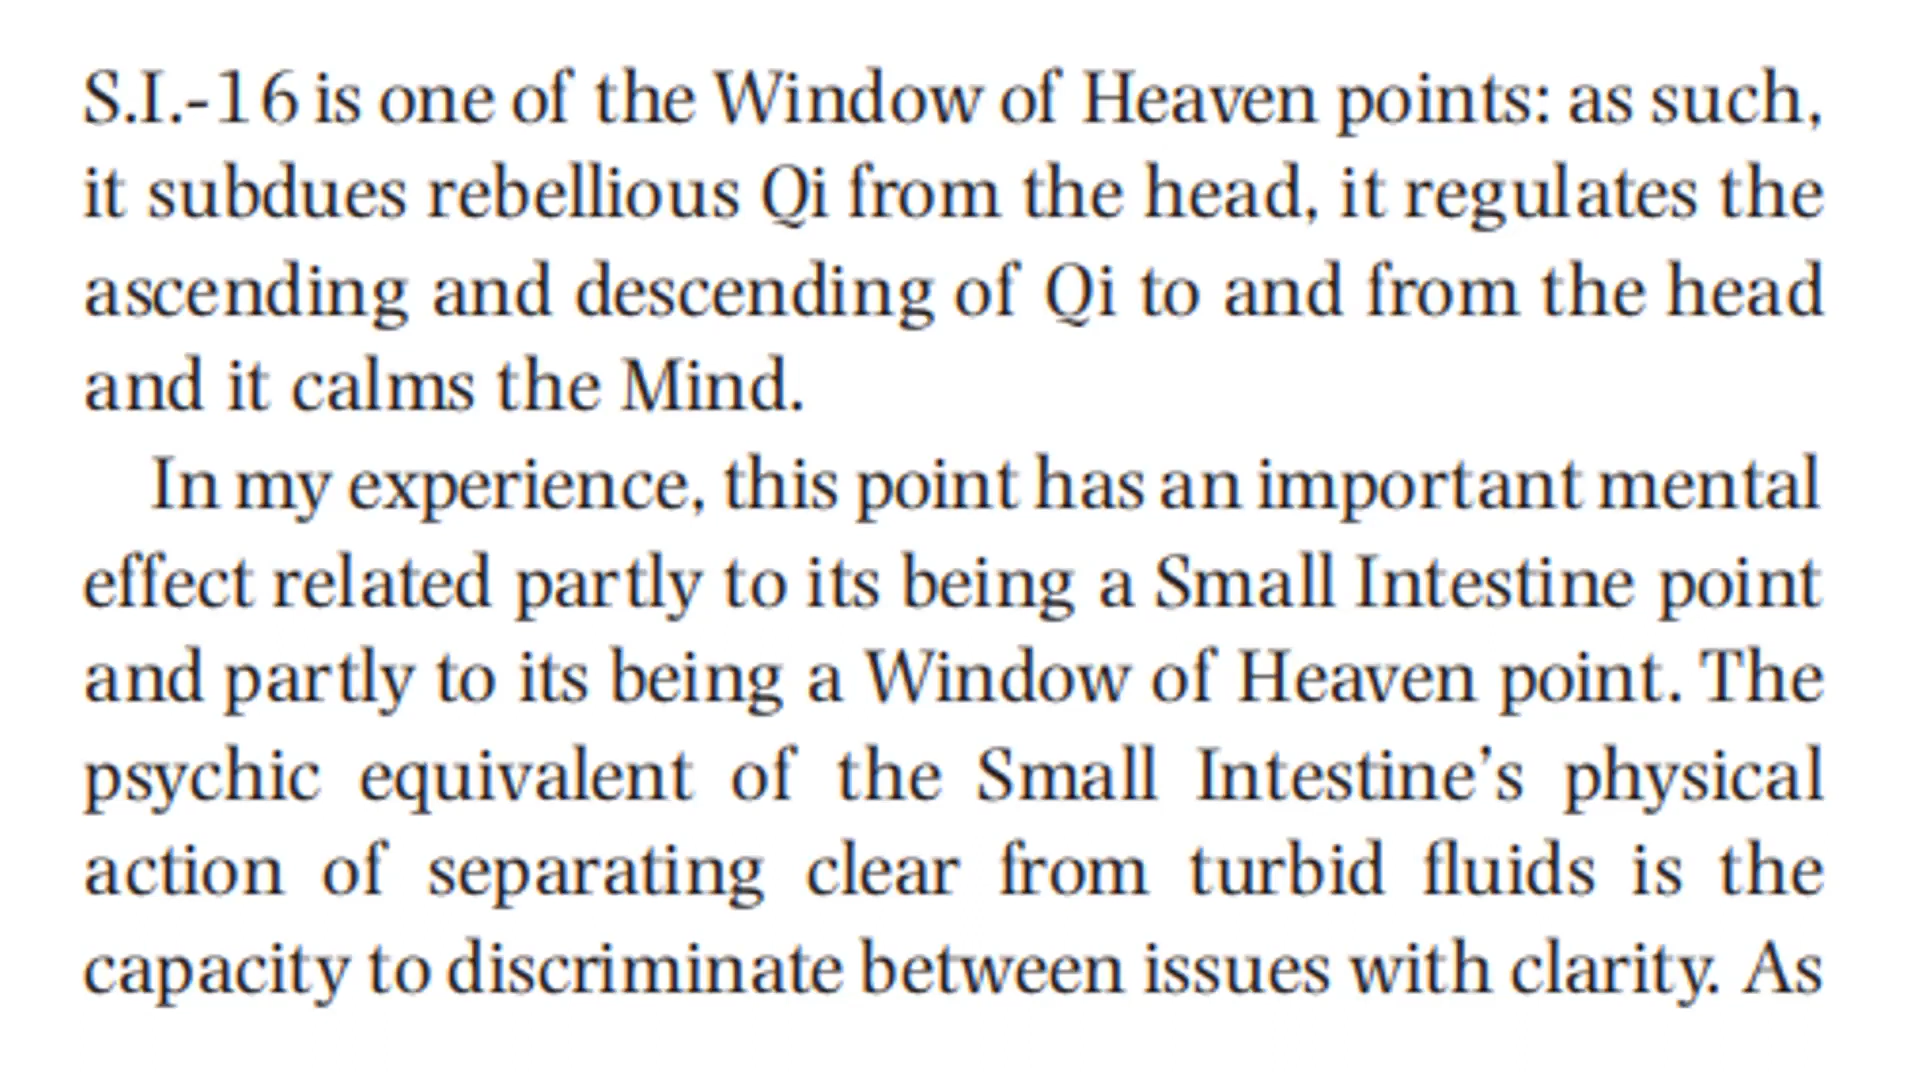 S.I.-16 is one of the Window of Heaven points: as such,
it subdues rebellious Qi from the head, it regulates the
ascending and descending of Qi to and from the head
and it calms the Mind.
In my experience, this point has an important mental
effect related partly to its being a Small Intestine point
and partly to its being a Window of Heaven point. The
psychic equivalent of the Small Intestine’s physical
action of separating clear from turbid fluids is the
capacity to discriminate between issues with clarity. As